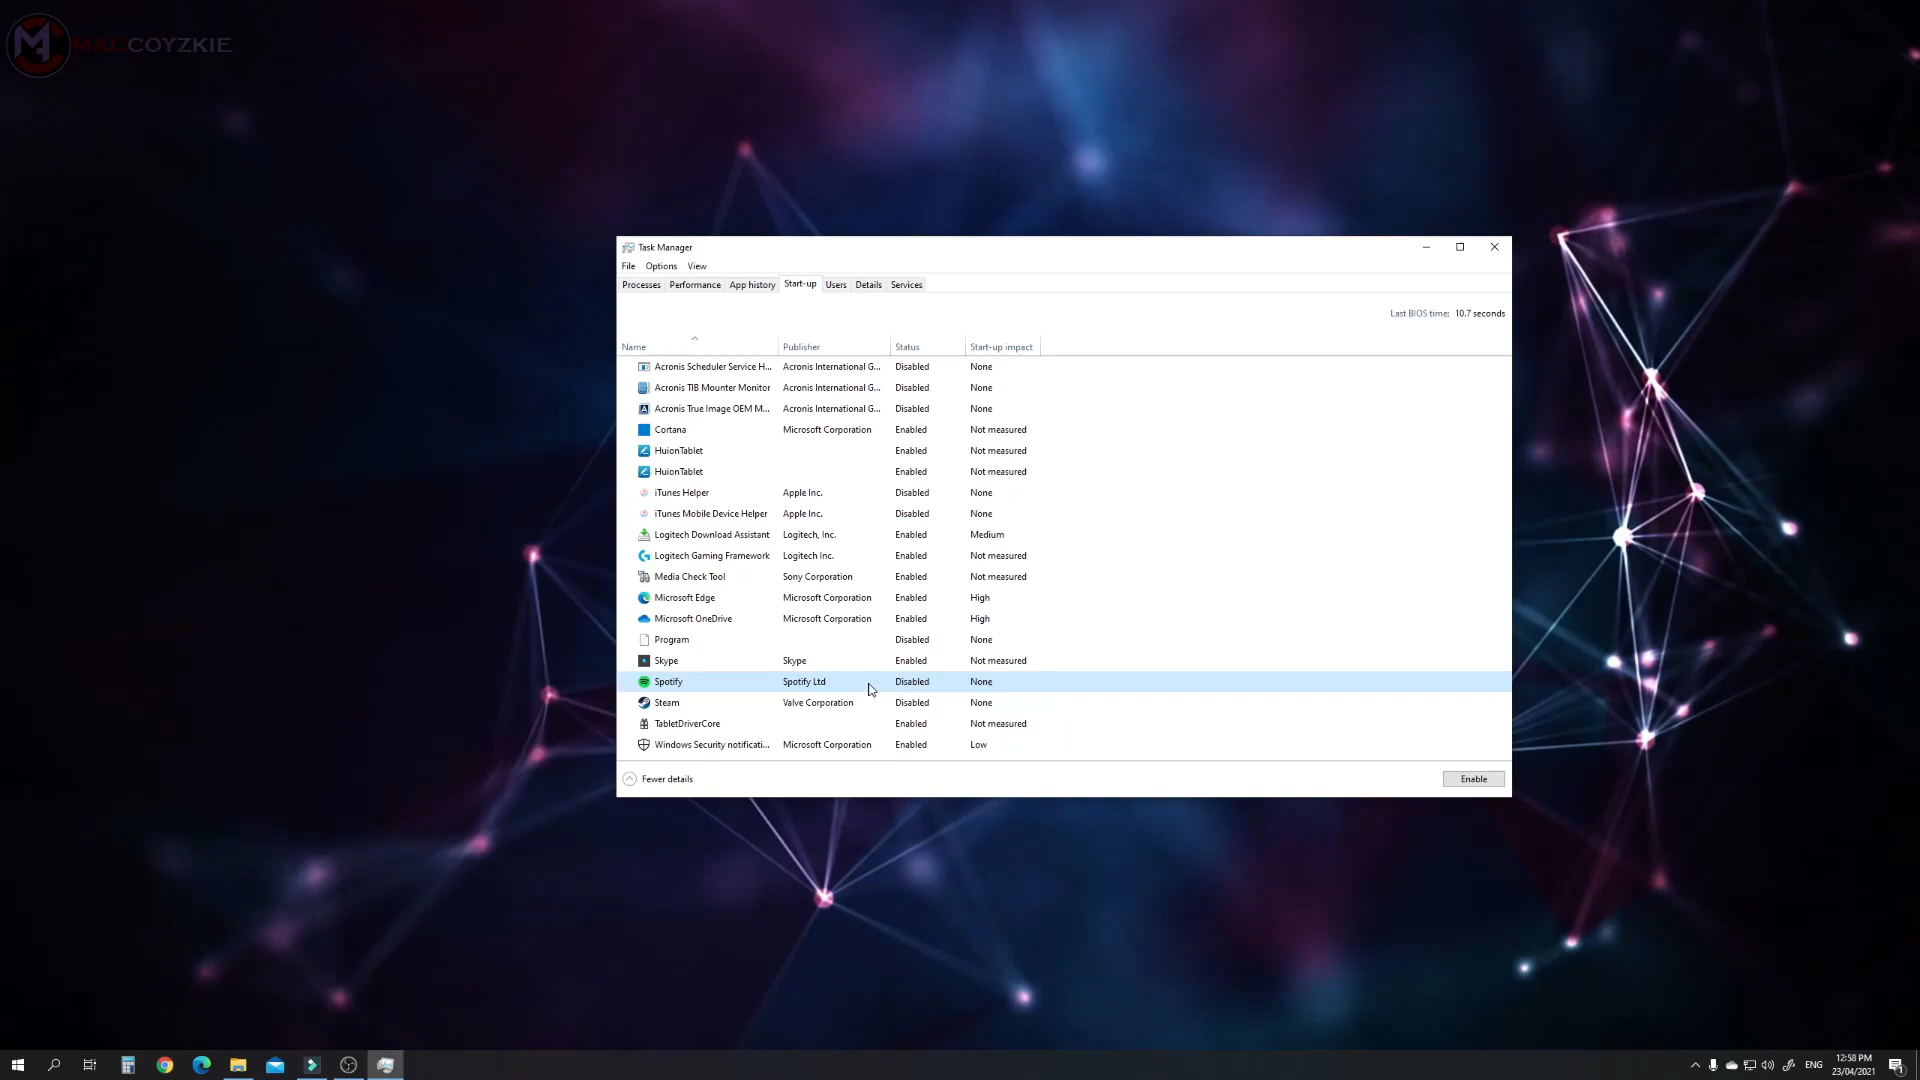 MACCOYZKIE
Task Manager
File Options View
Processes Performance App history Start-up Users Details Services
Last BIOS time: 10.7 seconds
Name Publisher Status Start-up impact
Acronis Scheduler Service H... Acronis International G... Disabled None
Acronis TIB Mounter Monitor Acronis International G... Disabled None
Acronis True Image OEM M... Acronis International G... Disabled None
Cortana Microsoft Corporation Enabled Not measured
HuionTablet Enabled Not measured
HuionTablet Enabled Not measured
iTunes Helper Apple Inc. Disabled None
iTunes Mobile Device Helper Apple Inc. Disabled None
Logitech Download Assistant Logitech, Inc. Enabled Medium
Logitech Gaming Framework Logitech Inc. Enabled Not measured
Media Check Tool Sony Corporation Enabled Not measured
Microsoft Edge Microsoft Corporation Enabled High
Microsoft OneDrive Microsoft Corporation Enabled High
Program Disabled None
Skype Skype Enabled Not measured
Spotify Spotify Ltd Disabled None
Steam Valve Corporation Disabled None
TabletDriverCore Enabled Not measured
Windows Security notificati... Microsoft Corporation Enabled Low
Fewer details Enable
ENG 12:58 PM
23/04/2021